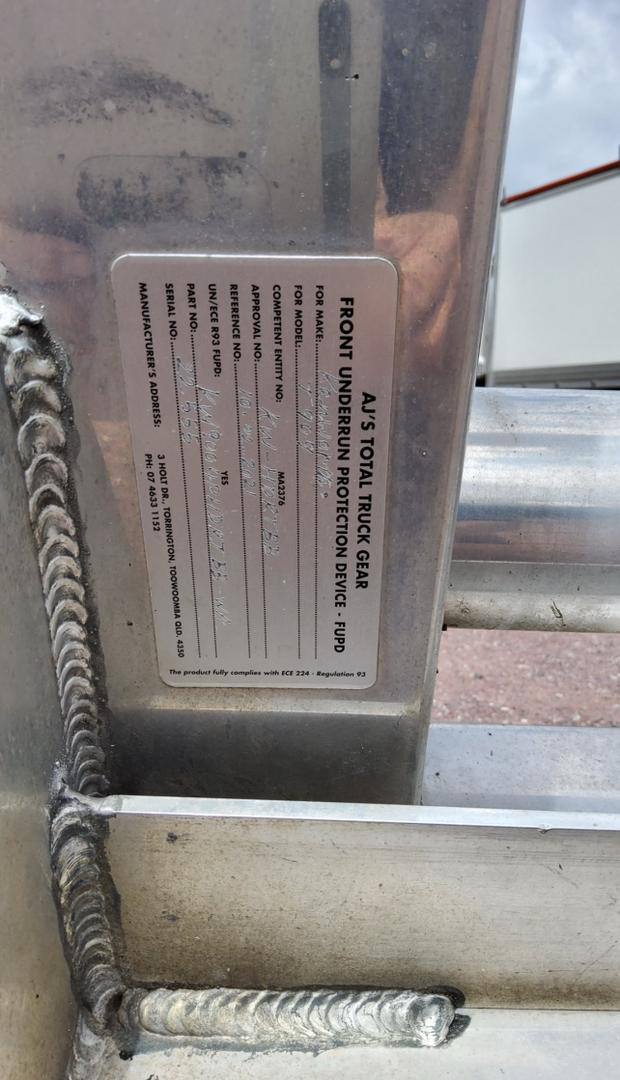 AJ'S TOTAL TRUCK GEAR
FRONT UNDERRUN PROTECTION DEVICE - FUPD
FOR MAKE:
FOR MODEL:
COMPETENT ENTITY NO: MA2376
APPROVAL NO:
REFERENCE NO:
UN/ECE R93 FUPD: YES
PART NO:
SERIAL NO:
MANUFACTURER'S ADDRESS: 3 HOLT DR., TORRINGTON, TOOWOOMBA QLD. 4350
PH: 07 4633 1152
The product fully complies with ECE 224 - Regulation 93